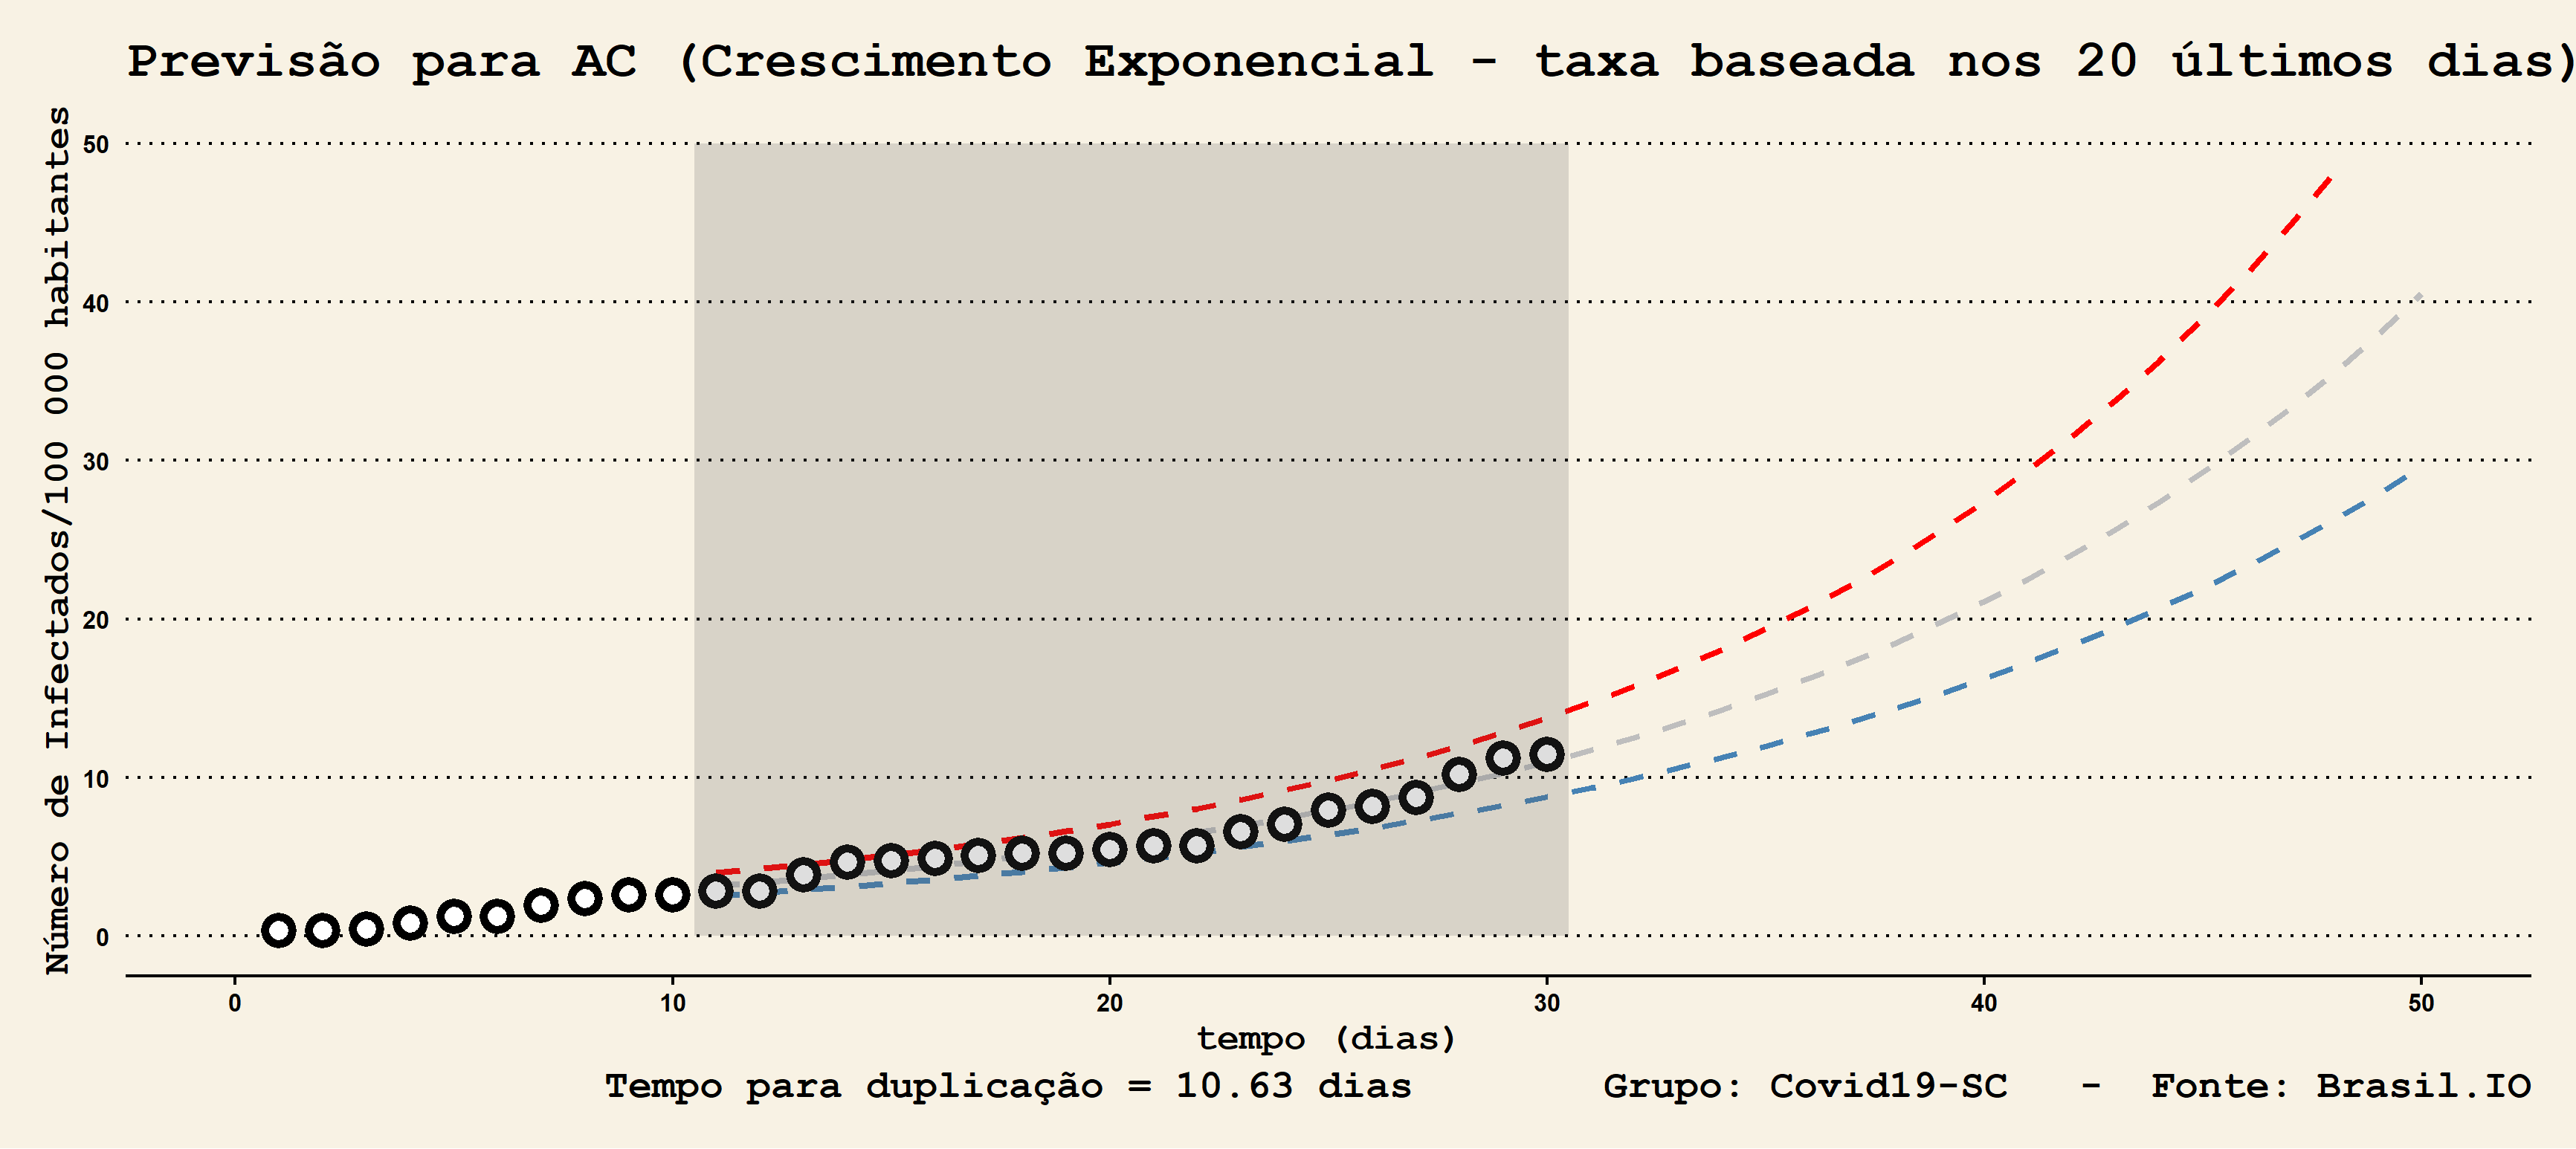 Previsão para AC (Crescimento Exponencial - taxa baseada nos 20 últimos dias)
Número de Infectados/100 000 habitantes
50
40
30
20
10
0
0 10 20 30 40 50
tempo (dias)
Tempo para duplicação = 10.63 dias Grupo: Covid19-SC - Fonte: Brasil.IO